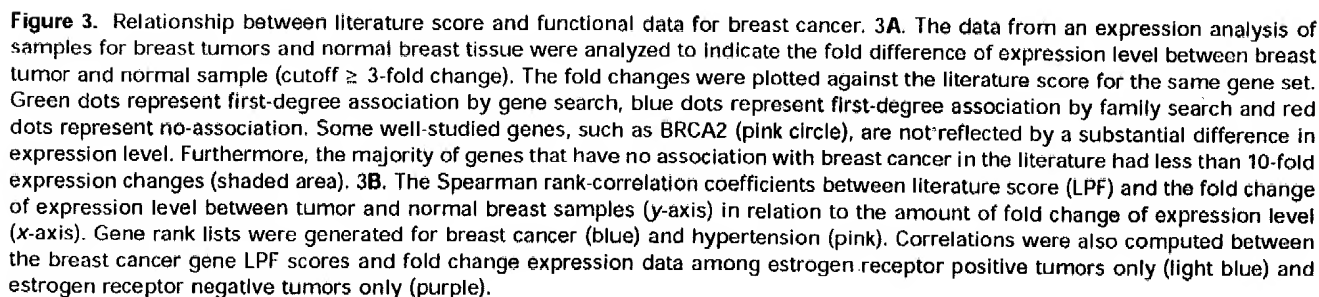 Figure 3. Relationship between literature score and functional data for breast cancer. 3A. The data from an expression analysis of
samples for breast tumors and normal breast tissue were analyzed to indicate the fold difference of expression level between breast
tumor and normal sample (cutoff ≥ 3-fold change). The fold changes were plotted against the literature score for the same gene set.
Green dots represent first-degree association by gene search, blue dots represent first-degree association by family search and red
dots represent no-association. Some well-studied genes, such as BRCA2 (pink circle), are not reflected by a substantial difference in
expression level. Furthermore, the majority of genes that have no association with breast cancer in the literature had less than 10-fold
expression changes (shaded area). 3B. The Spearman rank-correlation coefficients between literature score (LPF) and the fold change
of expression level between tumor and normal breast samples (y-axis) in relation to the amount of fold change of expression level
(x-axis). Gene rank lists were generated for breast cancer (blue) and hypertension (pink). Correlations were also computed between
the breast cancer gene LPF scores and fold change expression data among estrogen receptor positive tumors only (light blue) and
estrogen receptor negative tumors only (purple).